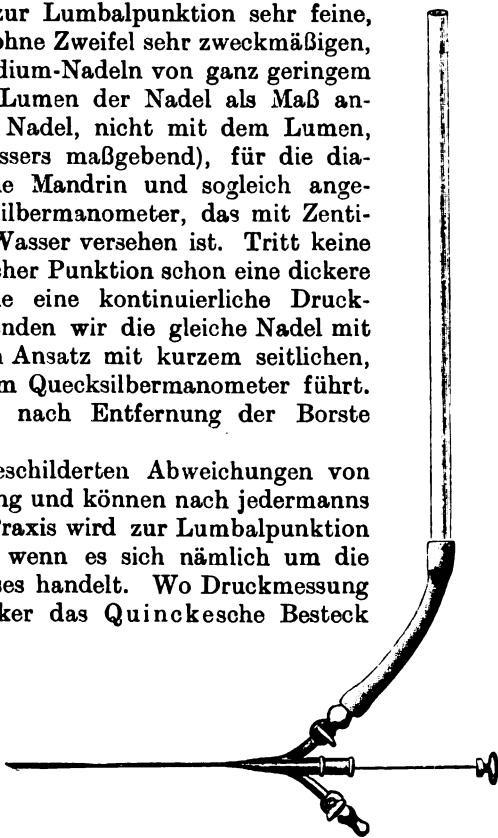 zur Lumbalpunktion sehr feine,
ohne Zweifel sehr zweckmäßigen,
dium-Nadeln von ganz geringem
Lumen der Nadel als Maß an-
Nadel, nicht mit dem Lumen,
ssers maßgebend), für die dia-
e Mandrin und sogleich ange-
ilbermanometer, das mit Zenti-
Wasser versehen ist. Tritt keine
cher Punktion schon eine dickere
e eine kontinuierliche Druck-
nden wir die gleiche Nadel mit
n Ansatz mit kurzem seitlichen,
m Quecksilbermanometer führt.
nach Entfernung der Borste
eschilderten Abweichungen von
ng und können nach jedermanns
Praxis wird zur Lumbalpunktion
wenn es sich nämlich um die
ses handelt. Wo Druckmessung
ker das Quinckesche Besteck